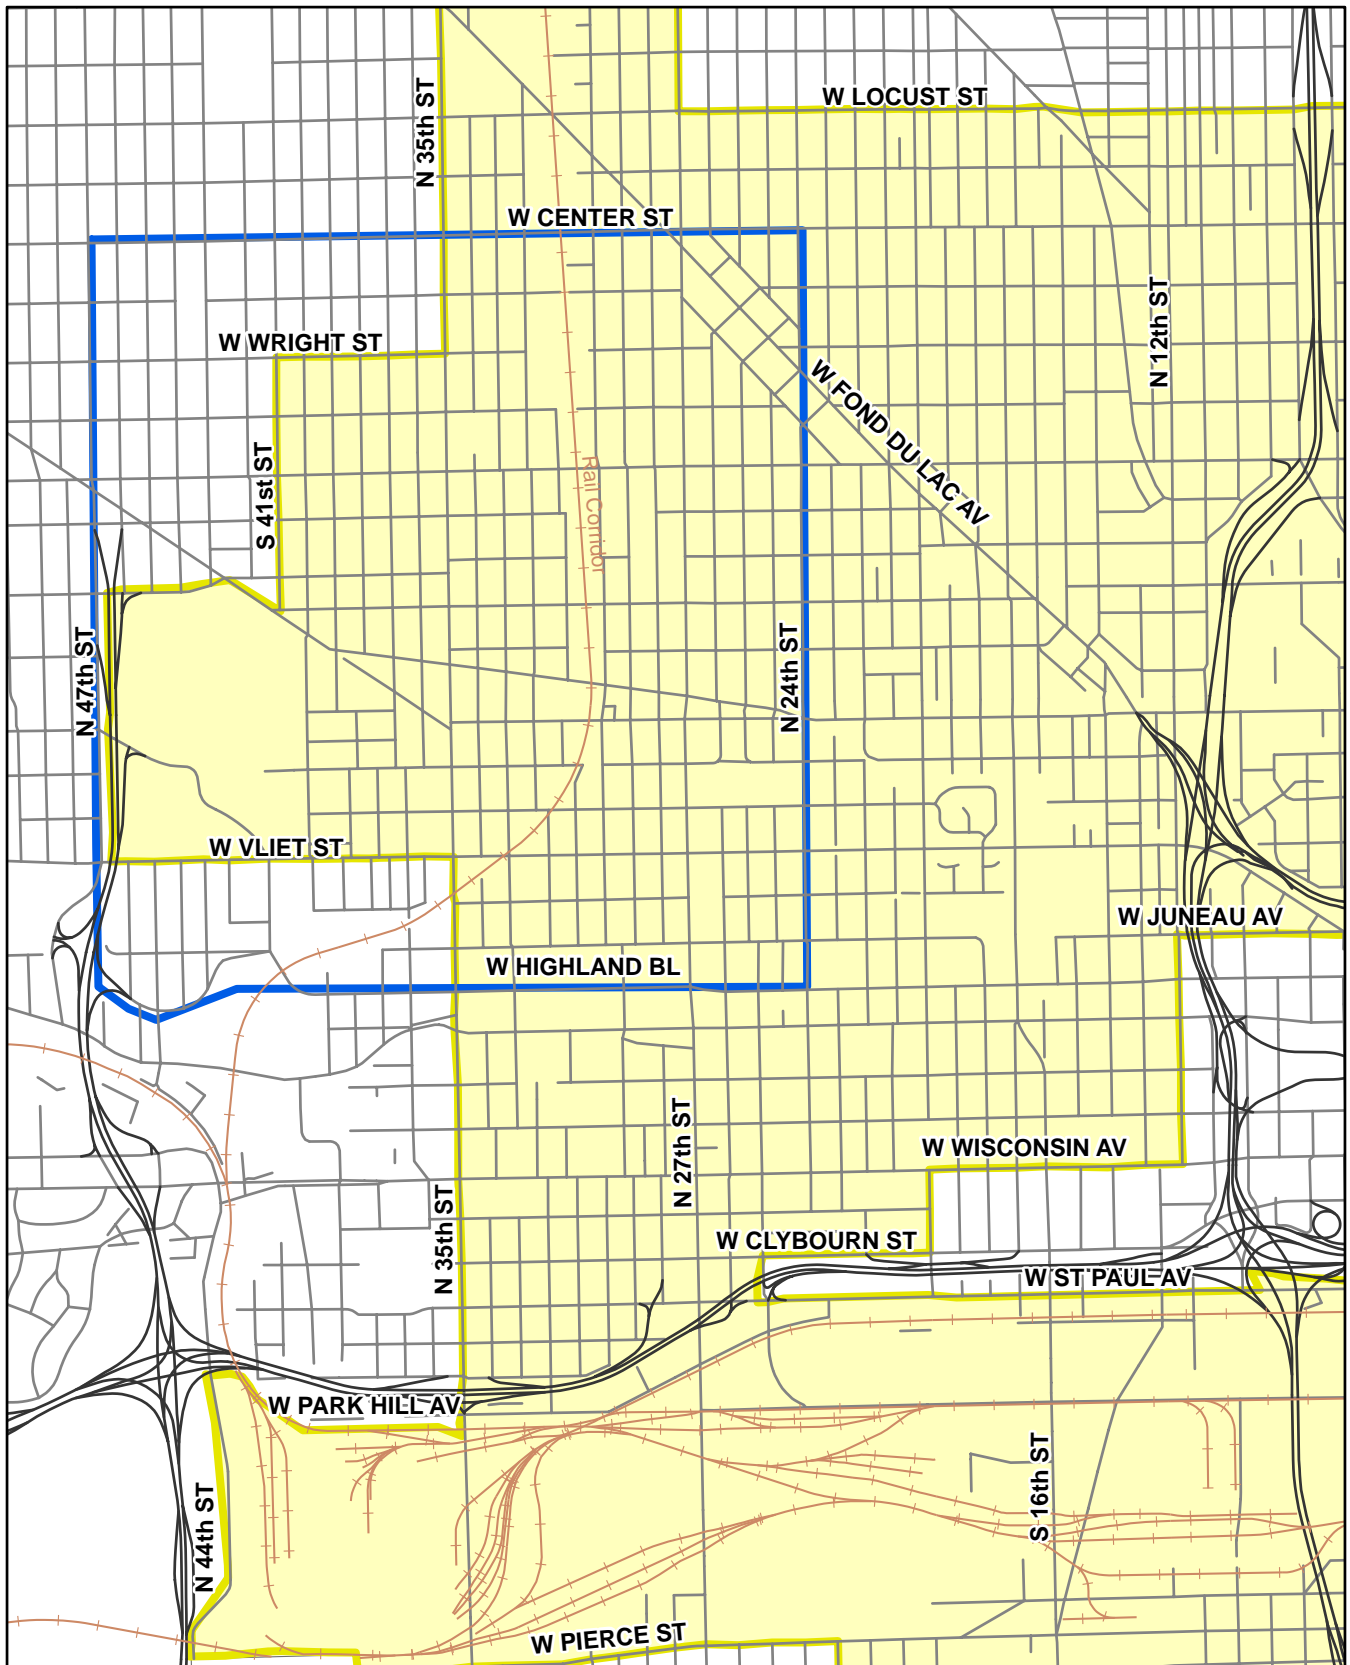 W LOCUST ST
N 35th ST
W CENTER ST
N 12th ST
W WRIGHT ST
W FOND DU LAC AV
S 41st ST
Rail Corridor
N 47th ST
N 24th ST
W VLIET ST
W JUNEAU AV
W HIGHLAND BL
N 27th ST
W WISCONSIN AV
N 35th ST
W CLYBOURN ST
W ST PAUL AV
W PARK HILL AV
S 16th ST
N 44th ST
W PIERCE ST